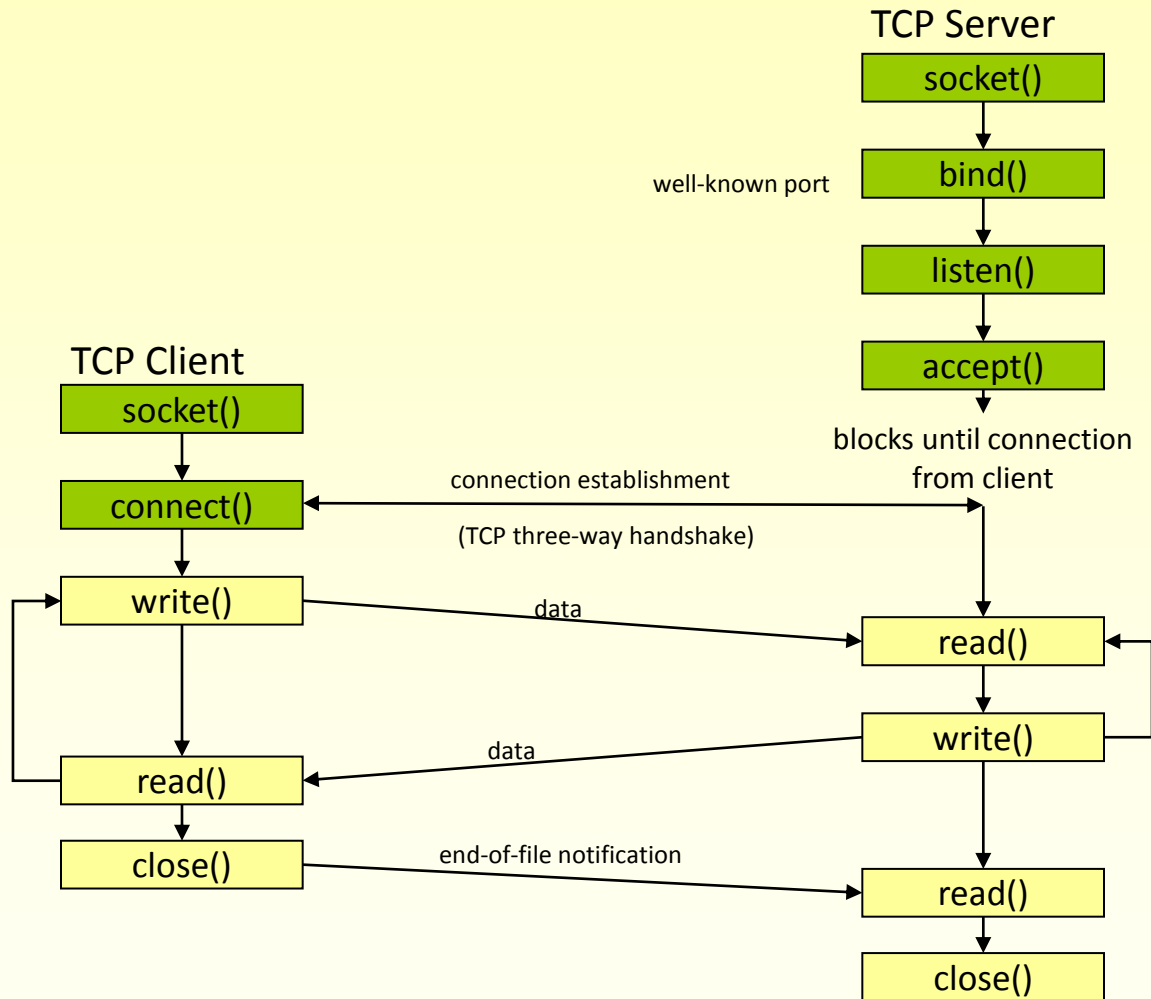 TCP Server
socket()
well-known port
bind()
listen()
TCP Client
accept()
socket()
blocks until connection
from client
connection establishment
connect()
(TCP three-way handshake)
write()
data
read()
data
write()
read()
end-of-file notification
close()
read()
close()